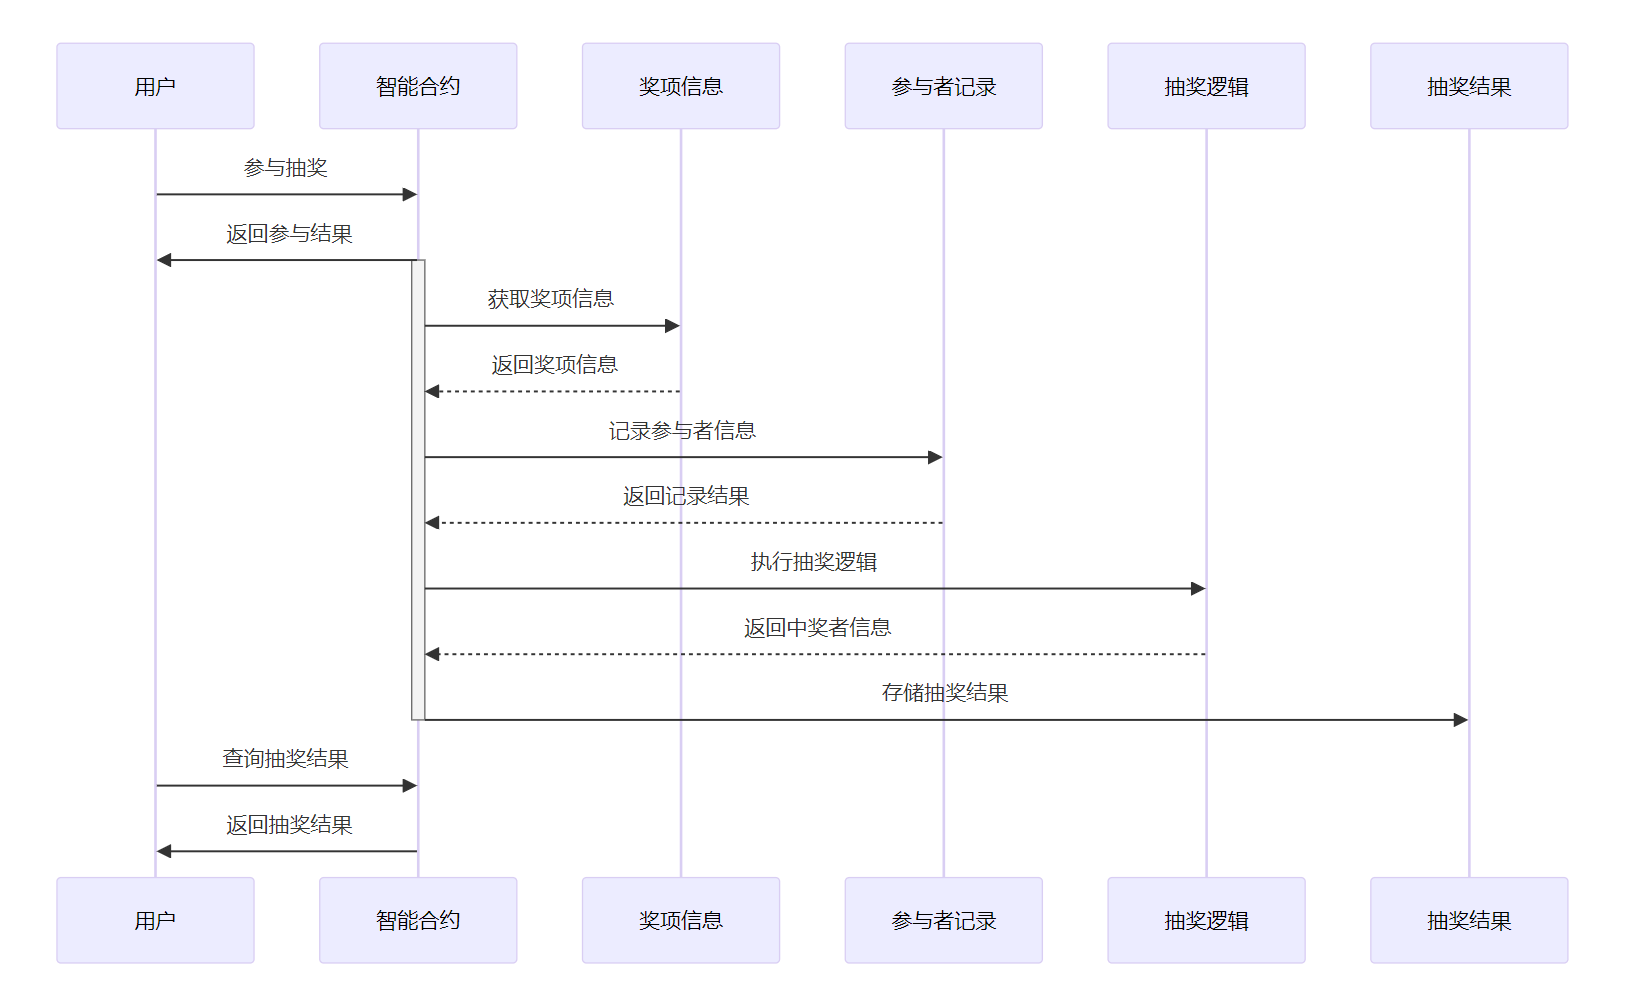 用户
智能合约
奖项信息
参与者记录
抽奖逻辑
抽奖结果
参与抽奖
返回参与结果
获取奖项信息
返回奖项信息
记录参与者信息
返回记录结果
执行抽奖逻辑
返回中奖者信息
存储抽奖结果
查询抽奖结果
返回抽奖结果
用户
智能合约
奖项信息
参与者记录
抽奖逻辑
抽奖结果